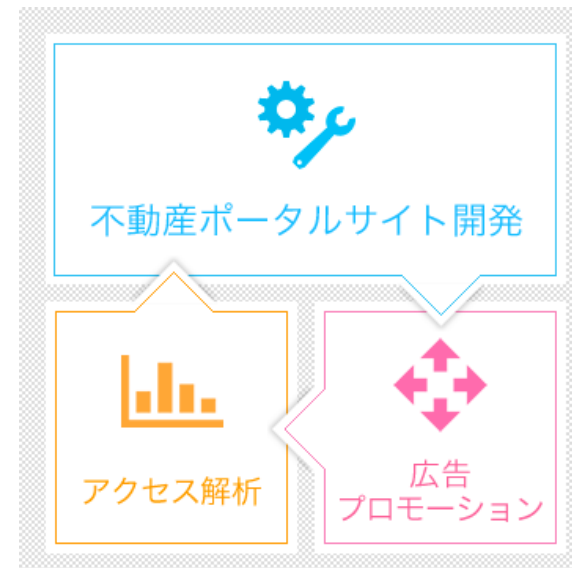 不動産ポータルサイト開発
アクセス解析
広告
プロモーション